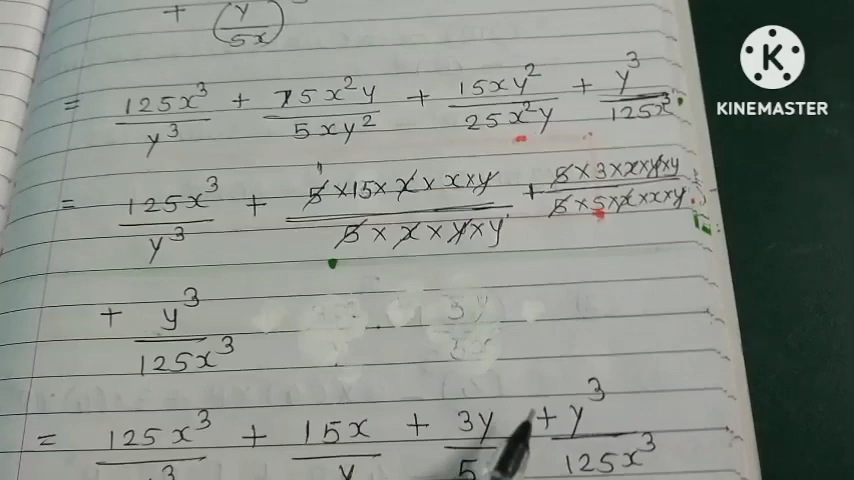 + (y/5x)
= 125x³/y³ + 75x²y/5xy² + 15xy²/25x²y + y³/125x³
= 125x³/y³ + 5×15×x×x×y/5×x×y×y + 5×3×x×y×y/5×5×x×x×y
+ y³/125x³
= 125x³/y³ + 15x/y + 3y/5 + y³/125x³
KINEMASTER